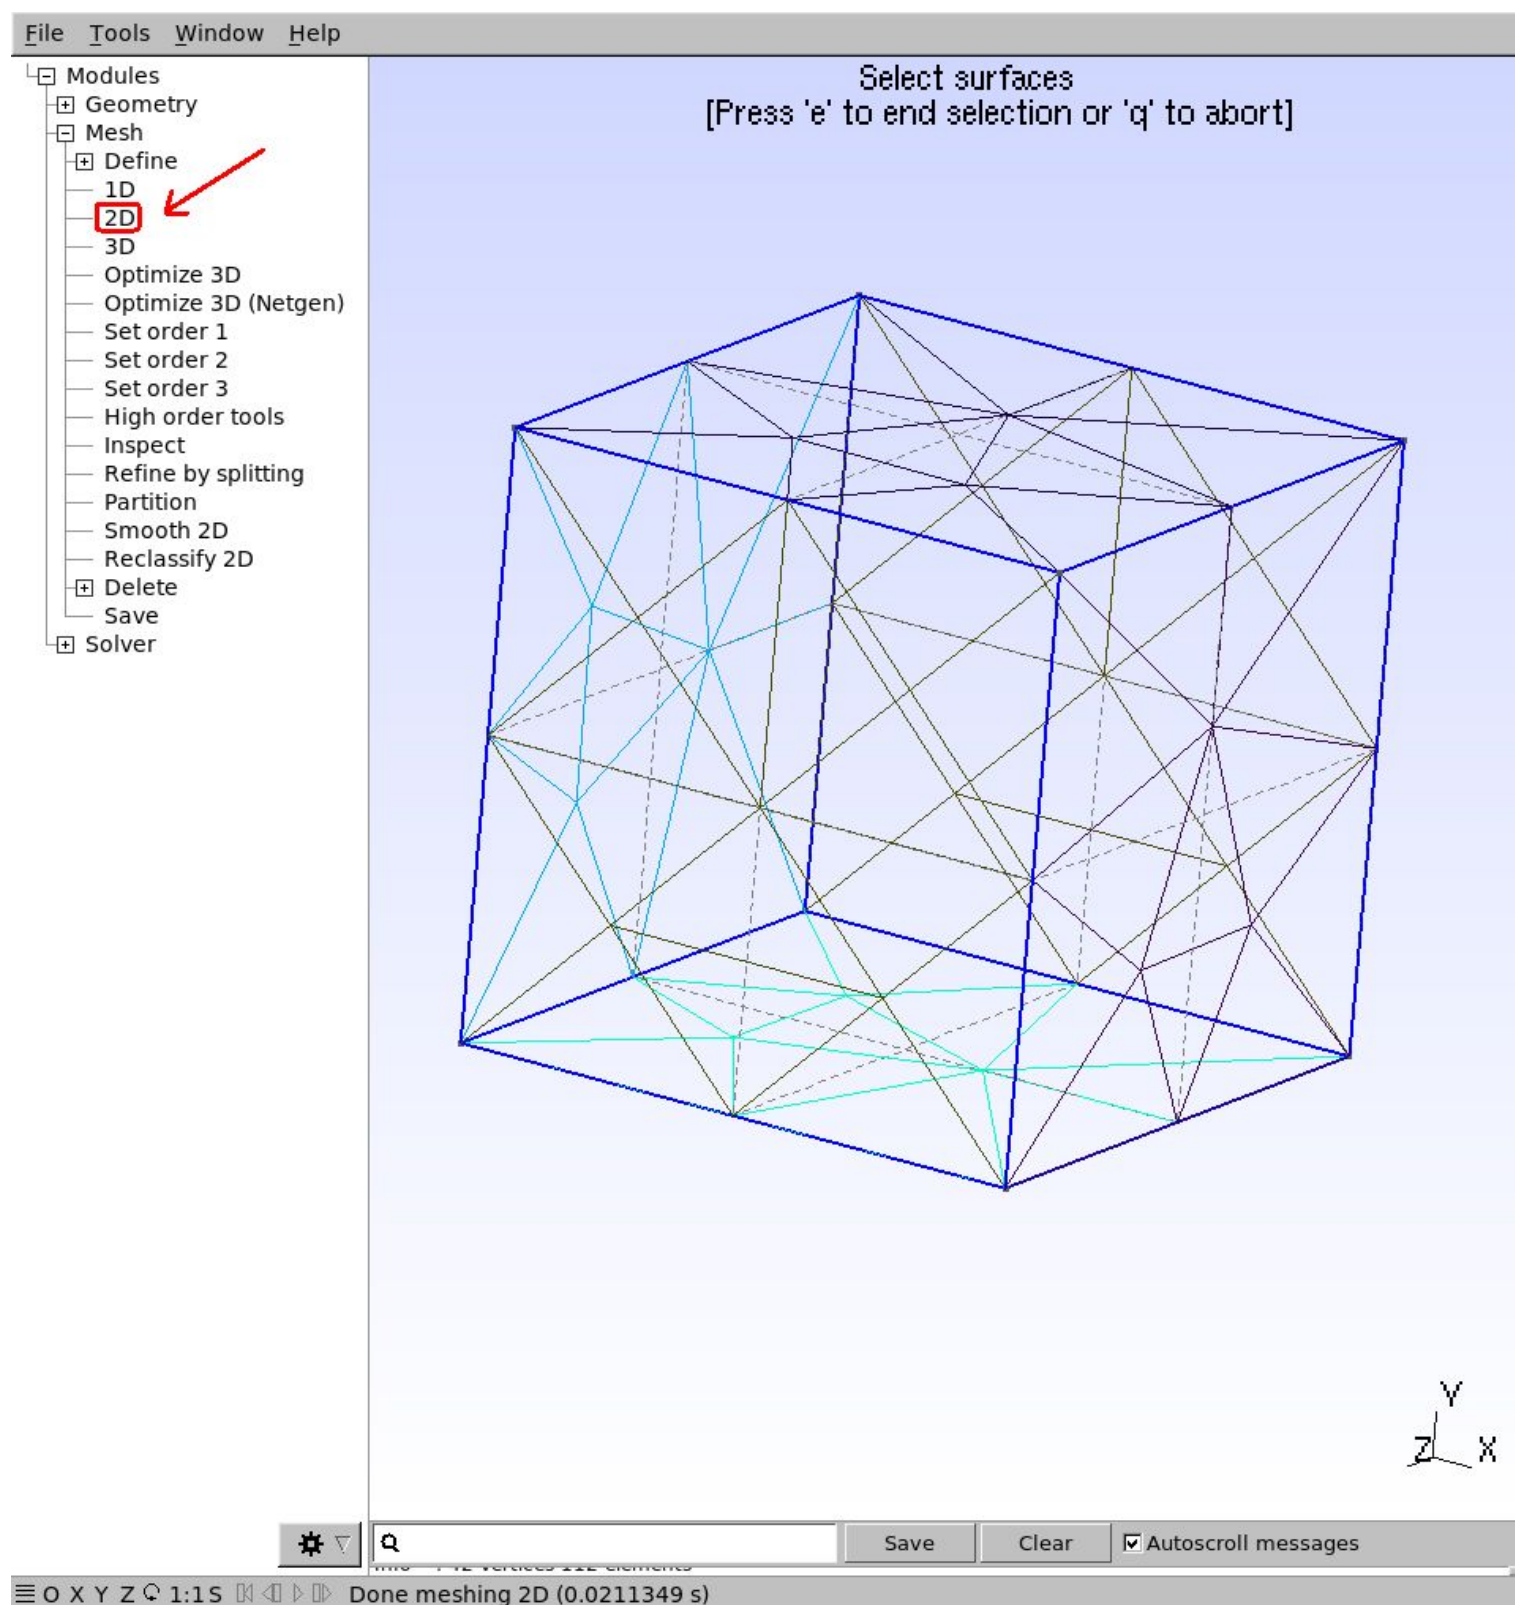 File Tools Window Help
Modules
Geometry
Mesh
Define
1D
2D
3D
Optimize 3D
Optimize 3D (Netgen)
Set order 1
Set order 2
Set order 3
High order tools
Inspect
Refine by splitting
Partition
Smooth 2D
Reclassify 2D
Delete
Save
Solver
Select surfaces
[Press 'e' to end selection or 'q' to abort]
Y
Z X
Save Clear Autoscroll messages
O X Y Z 1:1 S Done meshing 2D (0.0211349 s)